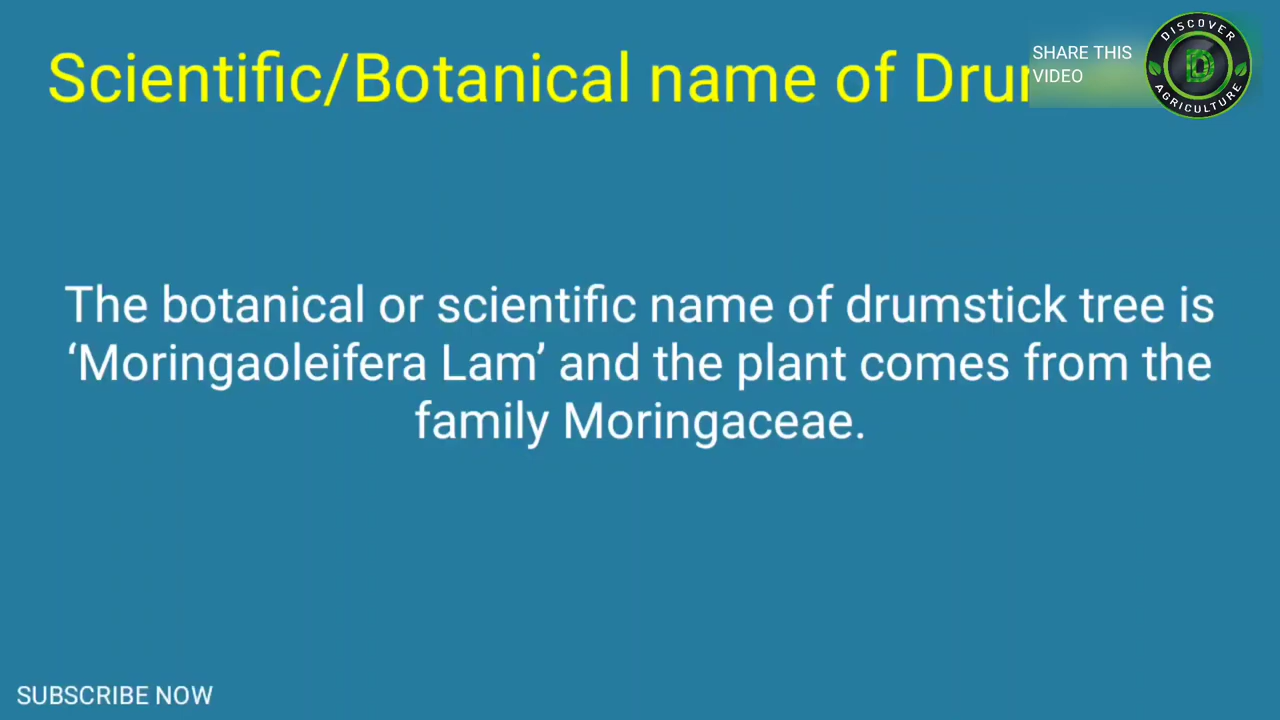 Scientific/Botanical name of
SHARE THIS
VIDEO
DISCOVER
AGRICULTURE
The botanical or scientific name of drumstick tree is
‘Moringaoleifera Lam’ and the plant comes from the
family Moringaceae.
SUBSCRIBE NOW